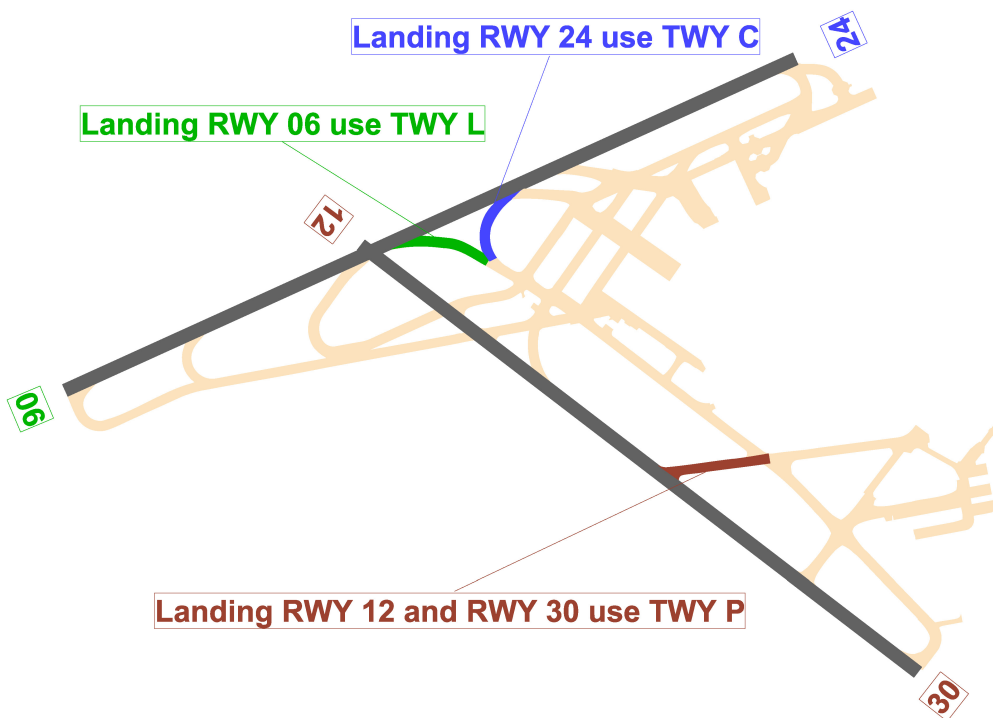 Landing RWY 24 use TWY C
24
Landing RWY 06 use TWY L
12
06
Landing RWY 12 and RWY 30 use TWY P
30